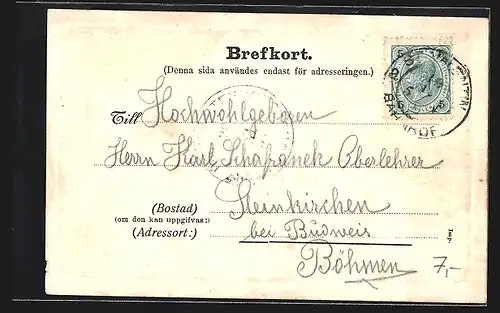 Brefkort.
(Denna sida användes endast för adresseringen.)
Till Hochwohlgeboren
Herrn Karl Schafranek Oberlehrer
(Bostad) Steinkirchen
(om den kan uppgifvas:)
(Adressort:) bei Budweis
Böhmen
7,-